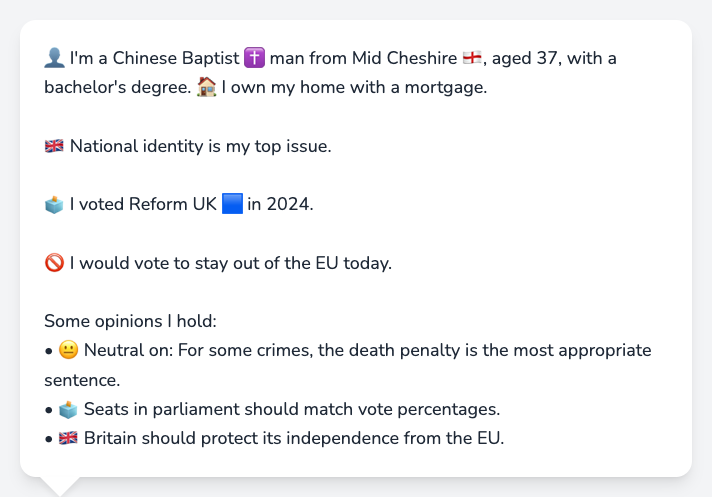 👤 I'm a Chinese Baptist ✝️ man from Mid Cheshire 🏴󠁧󠁢󠁥󠁮󠁧󠁿, aged 37, with a
bachelor's degree. 🏠 I own my home with a mortgage.
🇬🇧 National identity is my top issue.
🗳️ I voted Reform UK 🟦 in 2024.
🚫 I would vote to stay out of the EU today.
Some opinions I hold:
• 😐 Neutral on: For some crimes, the death penalty is the most appropriate
sentence.
• 🗳️ Seats in parliament should match vote percentages.
• 🇬🇧 Britain should protect its independence from the EU.